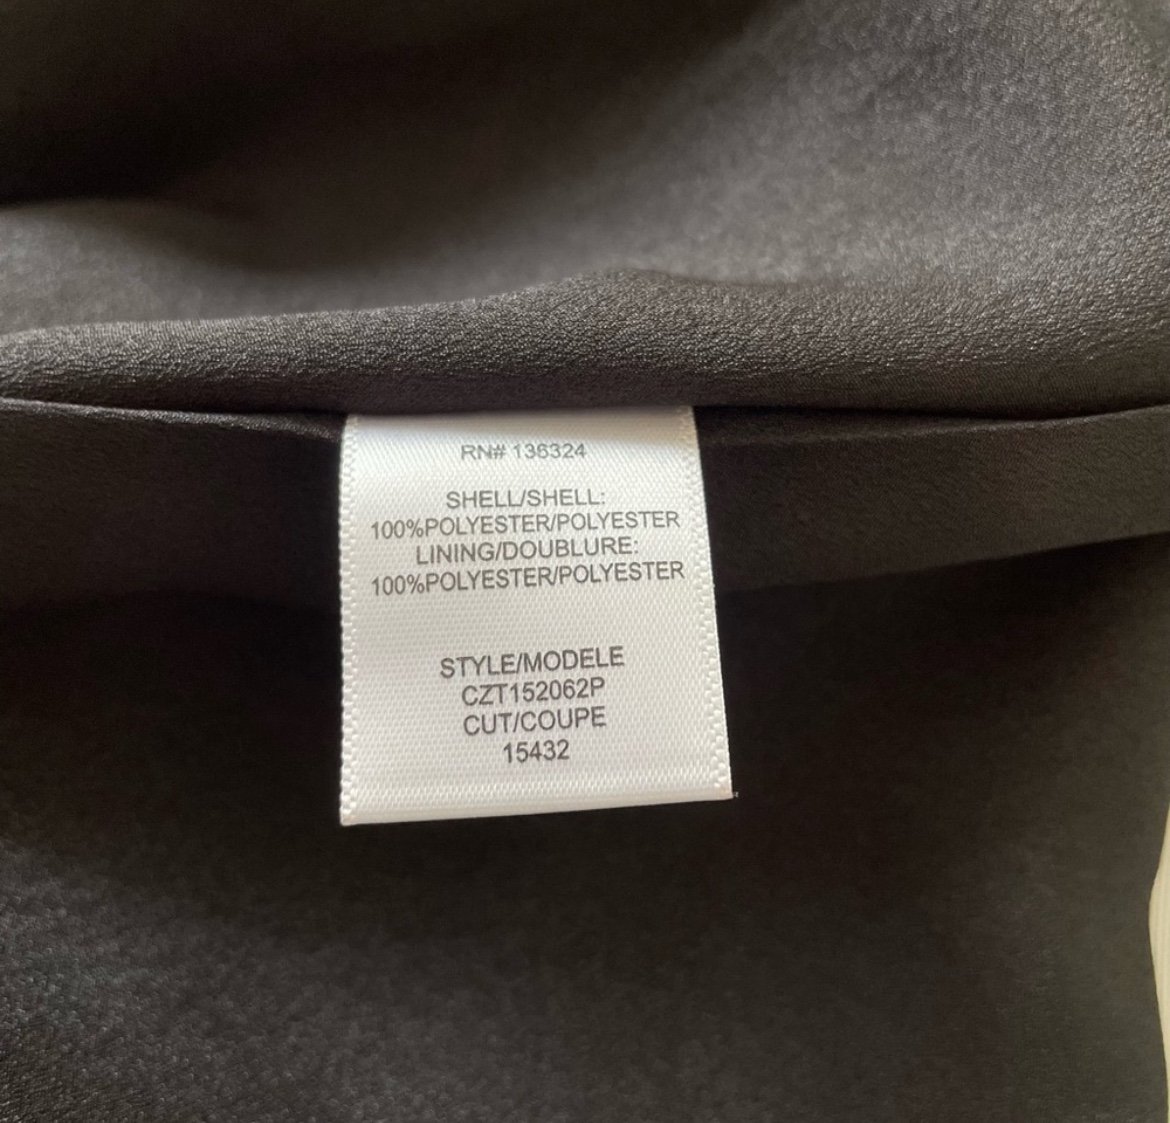 RN# 136324
SHELL/SHELL:
100%POLYESTER/POLYESTER
LINING/DOUBLURE:
100%POLYESTER/POLYESTER
STYLE/MODELE
CZT152062P
CUT/COUPE
15432